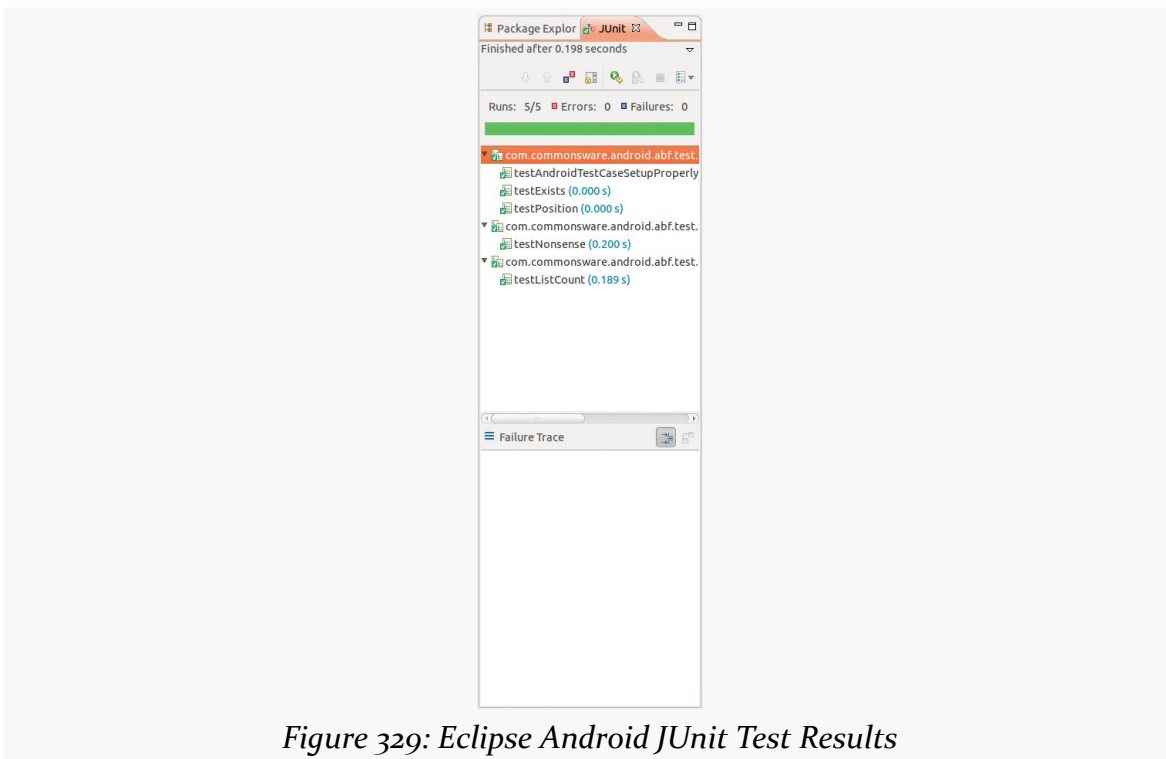 Package Explor JUnit
Finished after 0.198 seconds
Runs: 5/5 Errors: 0 Failures: 0
com.commonsware.android.abf.test.
testAndroidTestCaseSetupProperly
testExists (0.000 s)
testPosition (0.000 s)
com.commonsware.android.abf.test.
testNonsense (0.200 s)
com.commonsware.android.abf.test.
testListCount (0.189 s)
Failure Trace
Figure 329: Eclipse Android JUnit Test Results